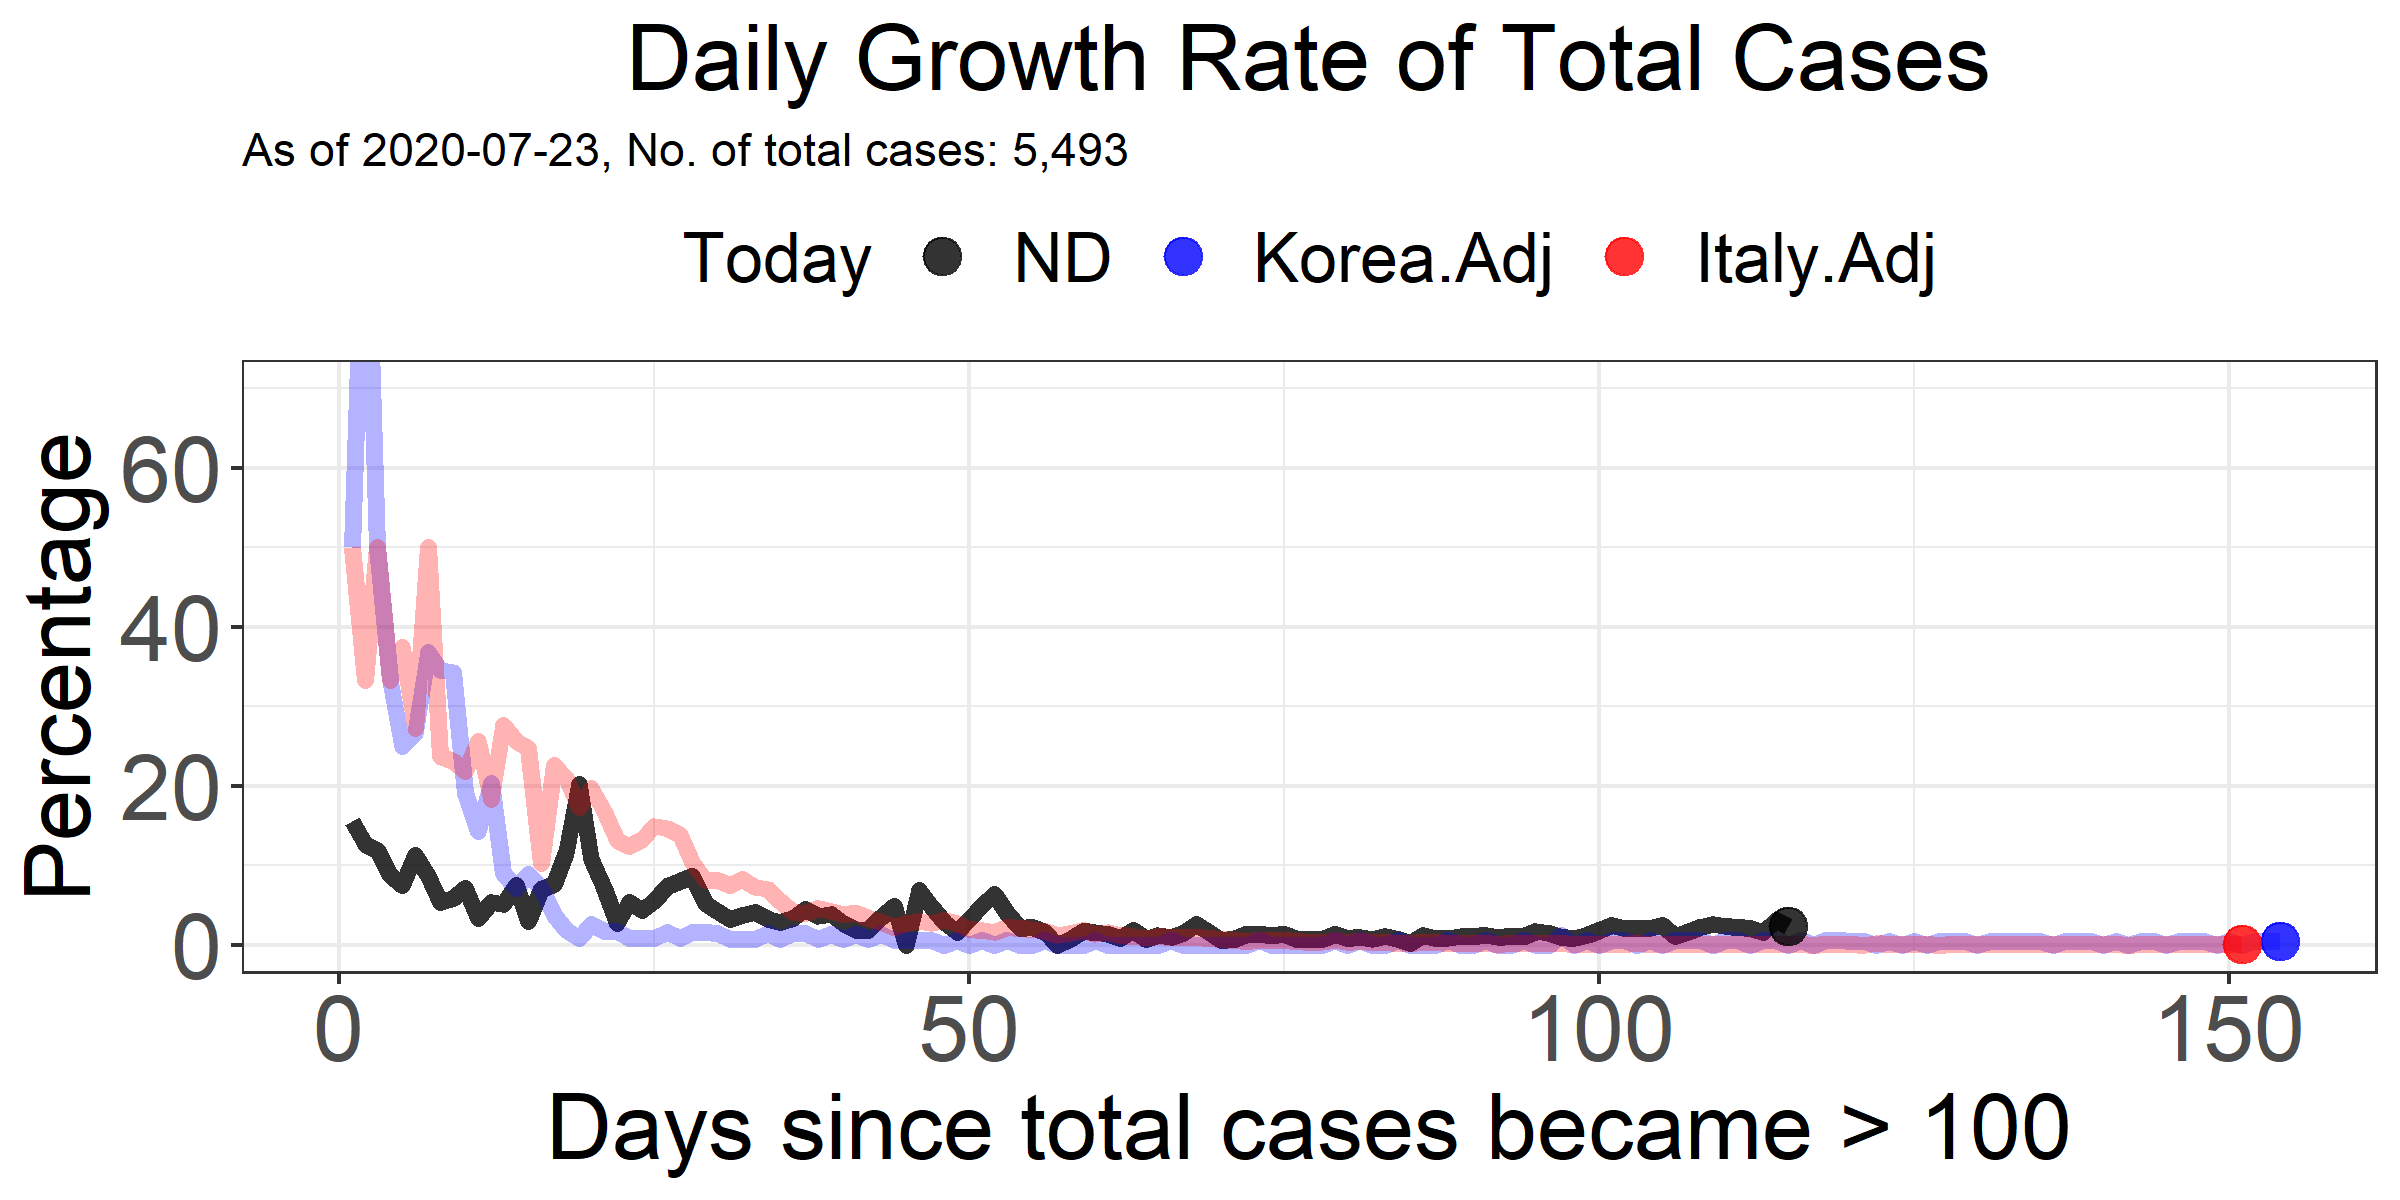 Daily Growth Rate of Total Cases
As of 2020-07-23, No. of total cases: 5,493
Today ND Korea.Adj Italy.Adj
Percentage
60
40
20
0
0 50 100 150
Days since total cases became > 100